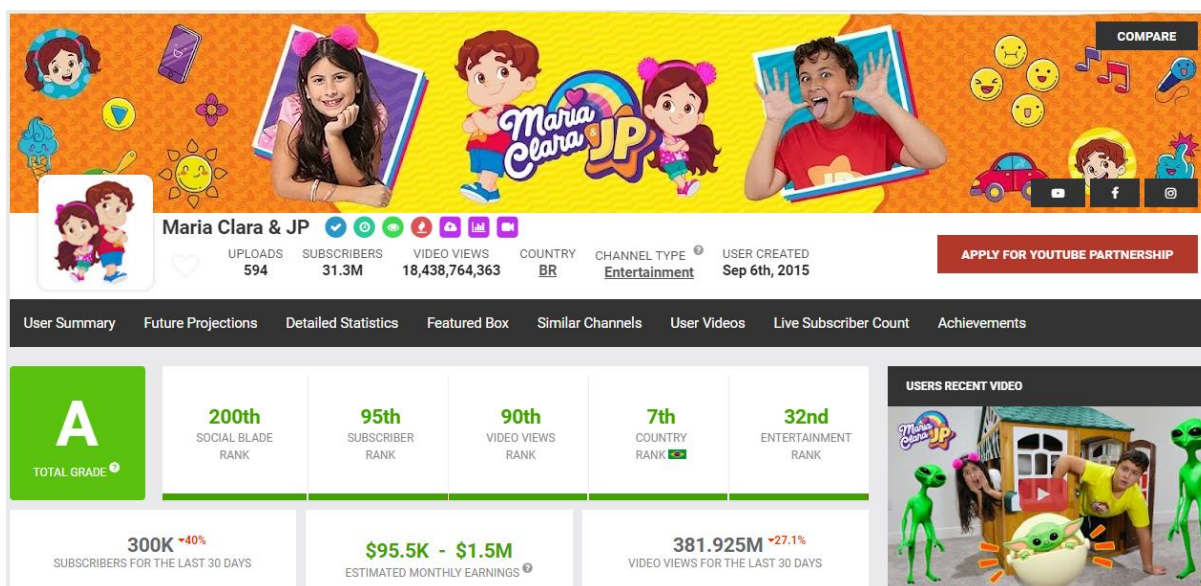 COMPARE
Maria
Clara & JP
JP
Maria Clara & JP
UPLOADS SUBSCRIBERS VIDEO VIEWS COUNTRY CHANNEL TYPE ? USER CREATED
594 31.3M 18,438,764,363 BR Entertainment Sep 6th, 2015
APPLY FOR YOUTUBE PARTNERSHIP
User Summary Future Projections Detailed Statistics Featured Box Similar Channels User Videos Live Subscriber Count Achievements
A
TOTAL GRADE ?
200th 95th 90th 7th 32nd
SOCIAL BLADE SUBSCRIBER VIDEO VIEWS COUNTRY ENTERTAINMENT
RANK RANK RANK RANK RANK
USERS RECENT VIDEO
Maria
Clara & JP
300K 40%
SUBSCRIBERS FOR THE LAST 30 DAYS
$95.5K - $1.5M
ESTIMATED MONTHLY EARNINGS ?
381.925M 27.1%
VIDEO VIEWS FOR THE LAST 30 DAYS